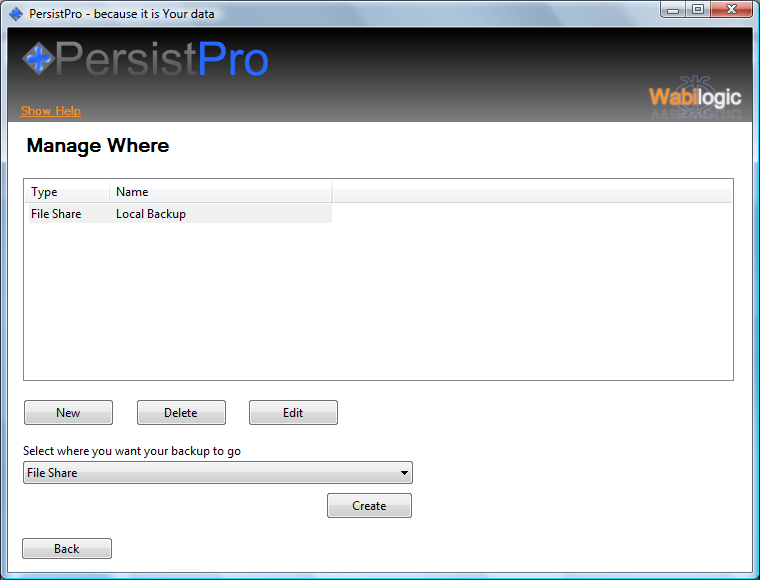 PersistPro - because it is Your data
PersistPro
Show Help
Wabilogic
Manage Where
Type Name
File Share Local Backup
New Delete Edit
Select where you want your backup to go
File Share
Create
Back